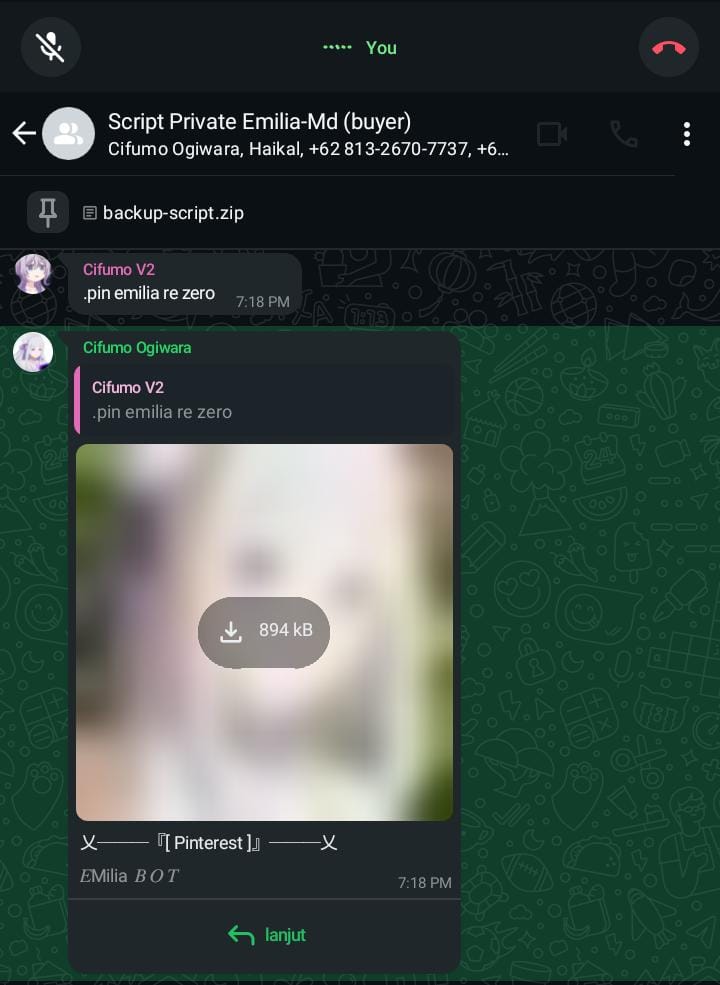 You
Script Private Emilia-Md (buyer)
Cifumo Ogiwara, Haikal, +62 813-2670-7737, +6...
backup-script.zip
Cifumo V2
.pin emilia re zero
7:18 PM
Cifumo Ogiwara
Cifumo V2
.pin emilia re zero
894 kB
乂———『[ Pinterest ]』———乂
𝐸Milia 𝐵 𝑂 𝑇
7:18 PM
lanjut